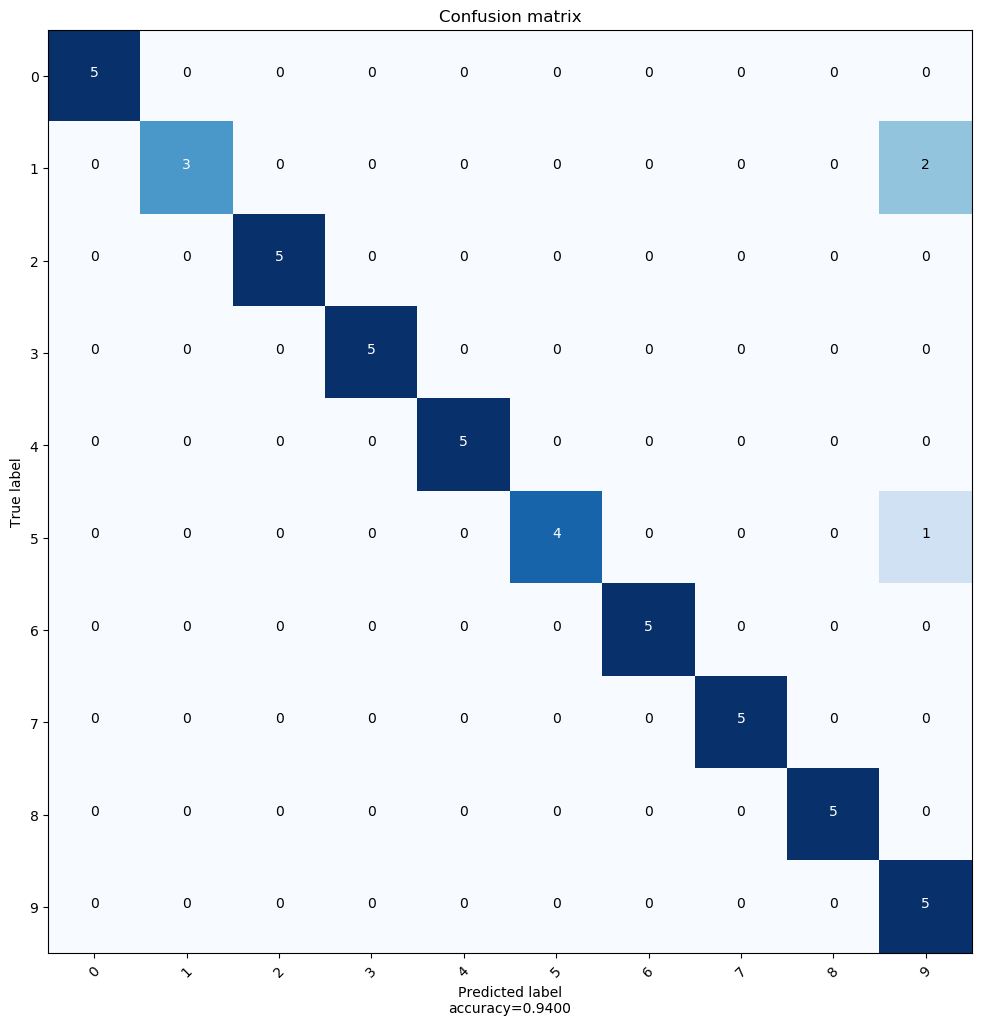 Confusion matrix
0 5 0 0 0 0 0 0 0 0 0
1 0 3 0 0 0 0 0 0 0 2
2 0 0 5 0 0 0 0 0 0 0
3 0 0 0 5 0 0 0 0 0 0
4 0 0 0 0 5 0 0 0 0 0
True label
5 0 0 0 0 0 4 0 0 0 1
6 0 0 0 0 0 0 5 0 0 0
7 0 0 0 0 0 0 0 5 0 0
8 0 0 0 0 0 0 0 0 5 0
9 0 0 0 0 0 0 0 0 0 5
0 1 2 3 4 5 6 7 8 9
Predicted label
accuracy=0.9400